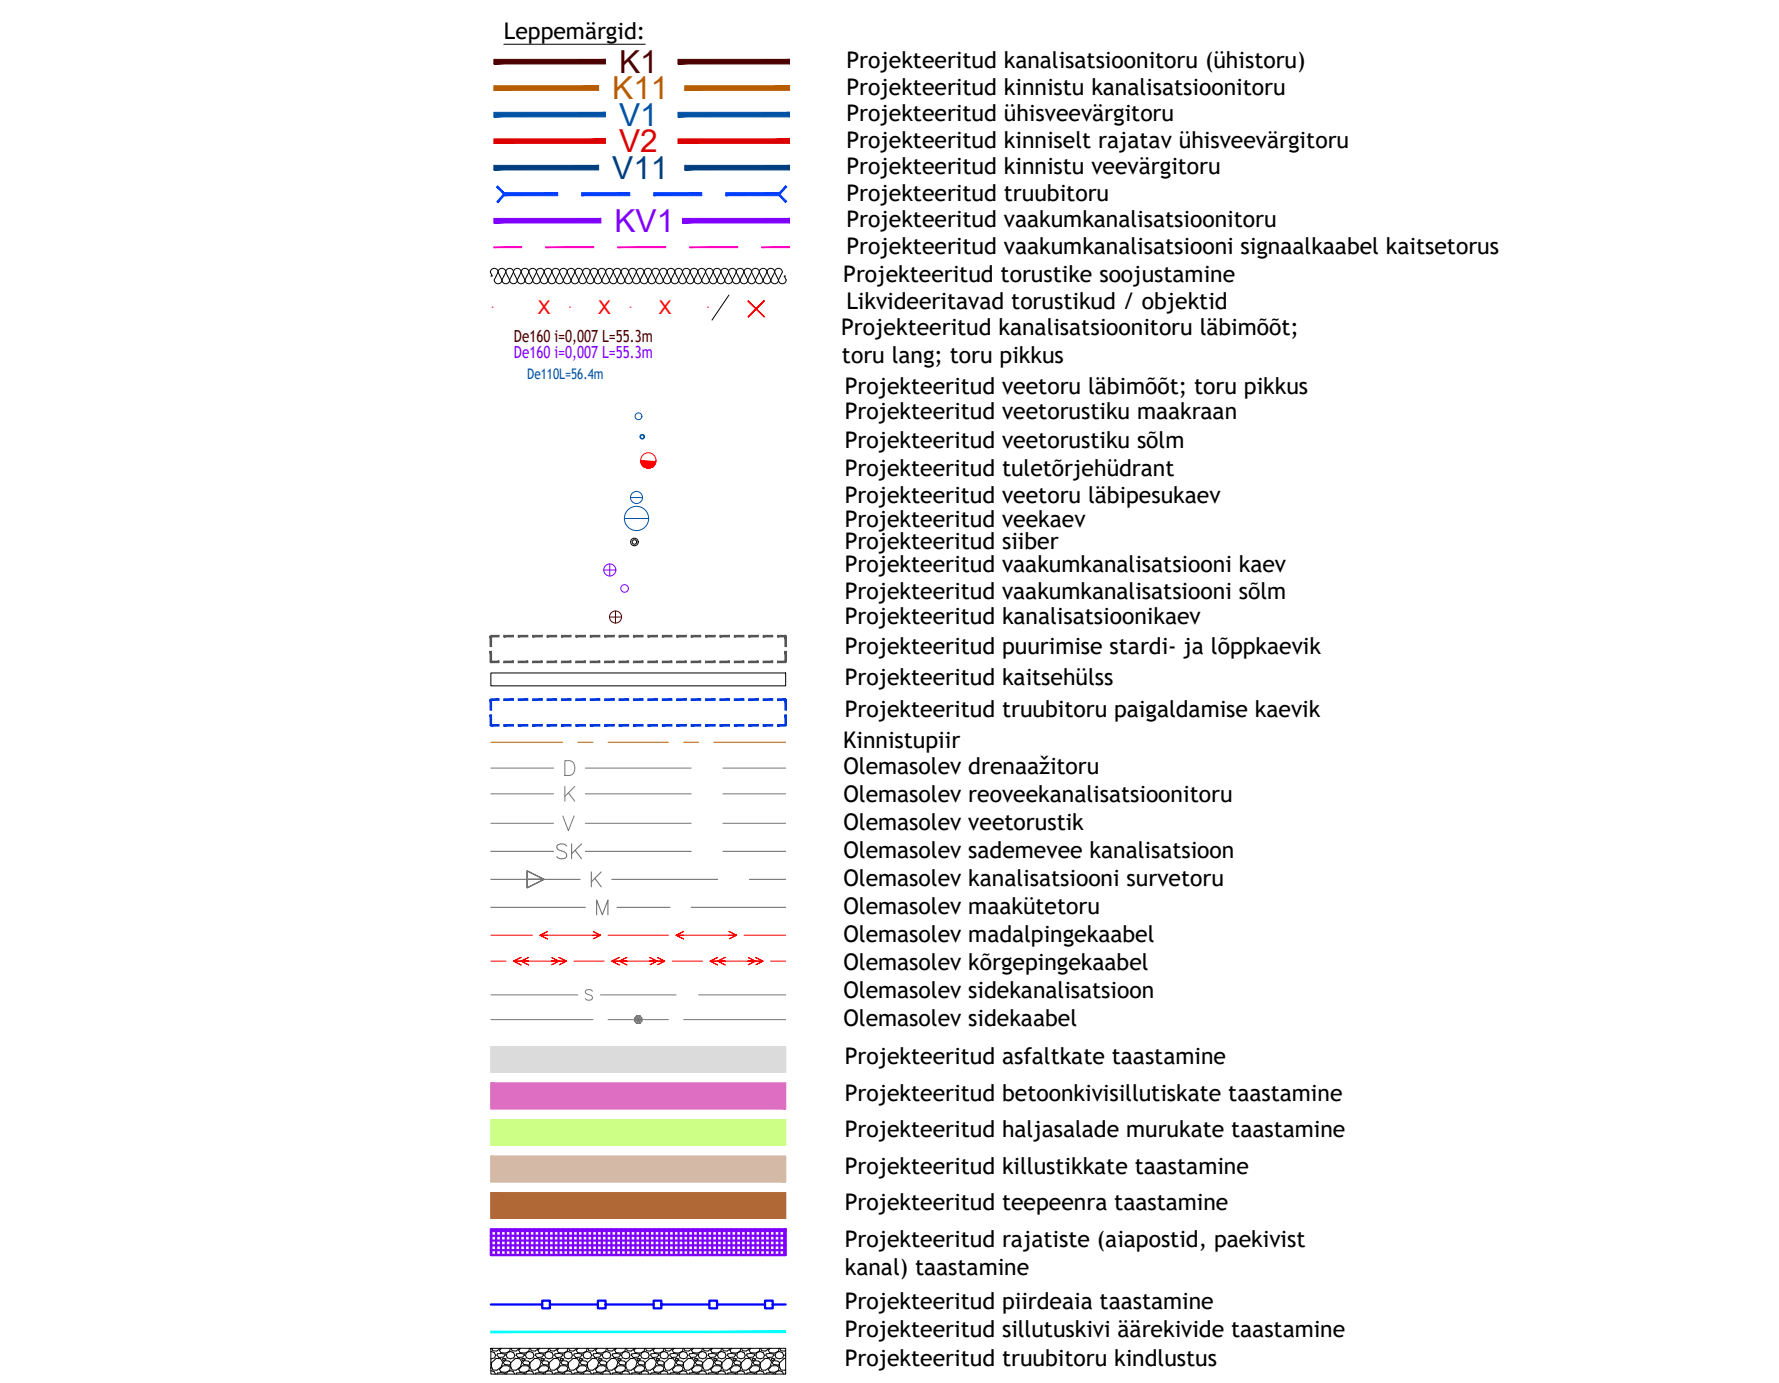 Leppemärgid:
K1 Projekteeritud kanalisatsioonitoru (ühistoru)
K11 Projekteeritud kinnistu kanalisatsioonitoru
V1 Projekteeritud ühisveevärgitoru
V2 Projekteeritud kinniselt rajatav ühisveevärgitoru
V11 Projekteeritud kinnistu veevärgitoru
Projekteeritud truubitoru
KV1 Projekteeritud vaakumkanalisatsioonitoru
Projekteeritud vaakumkanalisatsiooni signaalkaabel kaitsetorus
Projekteeritud torustike soojustamine
X X X / X Likvideeritavad torustikud / objektid
De160 i=0,007 L=55.3m Projekteeritud kanalisatsioonitoru läbimõõt;
De160 i=0,007 L=55.3m toru lang; toru pikkus
De110L=56.4m Projekteeritud veetoru läbimõõt; toru pikkus
Projekteeritud veetorustiku maakraan
Projekteeritud veetorustiku sõlm
Projekteeritud tuletõrjehüdrant
Projekteeritud veetoru läbipesukaev
Projekteeritud veekaev
Projekteeritud siiber
Projekteeritud vaakumkanalisatsiooni kaev
Projekteeritud vaakumkanalisatsiooni sõlm
Projekteeritud kanalisatsioonikaev
Projekteeritud puurimise stardi- ja lõppkaevik
Projekteeritud kaitsehülss
Projekteeritud truubitoru paigaldamise kaevik
Kinnistupiir
D Olemasolev drenaažitoru
K Olemasolev reoveekanalisatsioonitoru
V Olemasolev veetorustik
SK Olemasolev sademevee kanalisatsioon
K Olemasolev kanalisatsiooni survetoru
M Olemasolev maakütetoru
Olemasolev madalpingekaabel
Olemasolev kõrgepingekaabel
s Olemasolev sidekanalisatsioon
Olemasolev sidekaabel
Projekteeritud asfaltkate taastamine
Projekteeritud betoonkivisillutiskate taastamine
Projekteeritud haljasalade murukate taastamine
Projekteeritud killustikkate taastamine
Projekteeritud teepeenra taastamine
Projekteeritud rajatiste (aiapostid, paekivist
kanal) taastamine
Projekteeritud piirdeaia taastamine
Projekteeritud sillutuskivi äärekivide taastamine
Projekteeritud truubitoru kindlustus